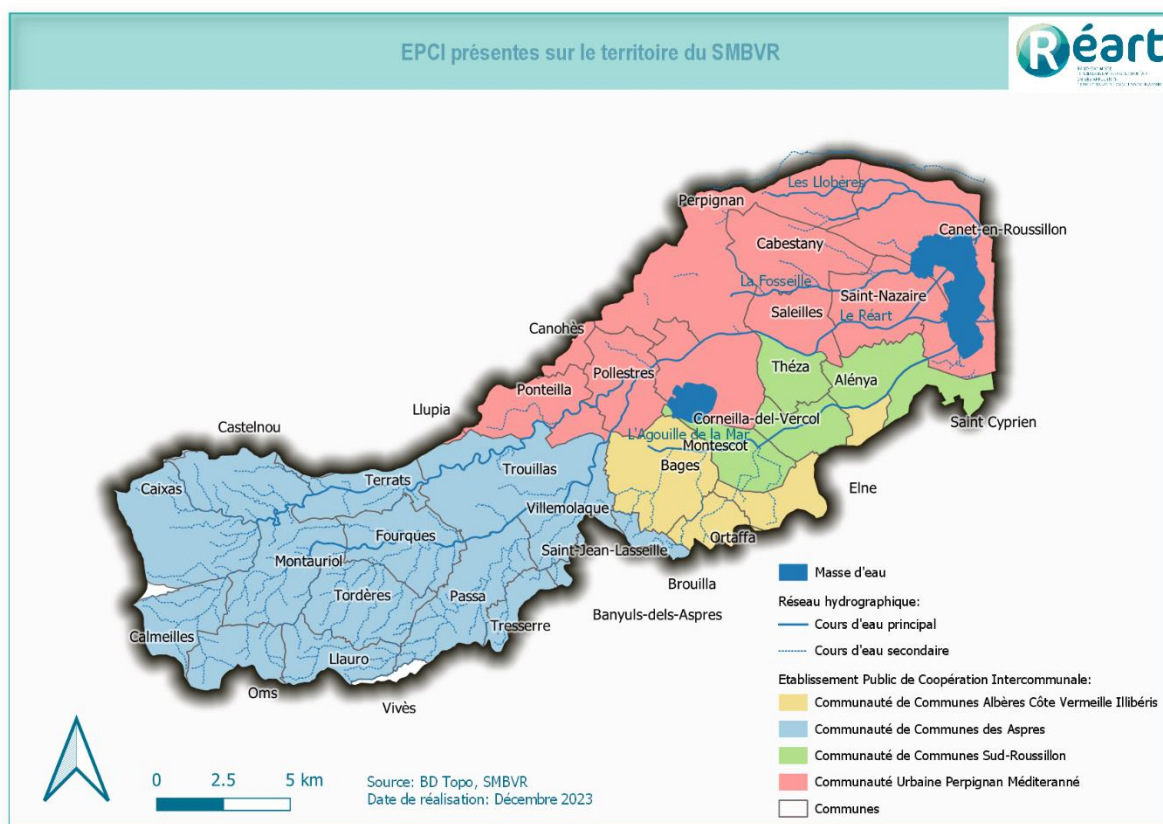 EPCI présentes sur le territoire du SMBVR
Réart
Les Llobères
Perpignan
Canet-en-Roussillon
Cabestany
La Fosseille
Saint-Nazaire
Saleilles
Le Réart
Canohès
Théza
Pollestres
Alénya
Ponteilla
Llupia
Corneilla-del-Vercol
Saint Cyprien
Castelnou
L'Agouille de la Mar
Montescot
Trouillas
Bages
Terrats
Elne
Caixas
Villemolaque
Fourques
Ortaffa
Saint-Jean-Lasseille
Montauriol
Brouilla
Tordères
Passa
Banyuls-dels-Aspres
Tresserre
Calmeilles
Llauro
Oms
Vivès
Masse d'eau
Réseau hydrographique:
Cours d'eau principal
Cours d'eau secondaire
Etablissement Public de Coopération Intercommunale:
Communauté de Communes Albères Côte Vermeille Illibéris
Communauté de Communes des Aspres
Communauté de Communes Sud-Roussillon
Communauté Urbaine Perpignan Méditeranné
Communes
0 2.5 5 km
Source: BD Topo, SMBVR
Date de réalisation: Décembre 2023